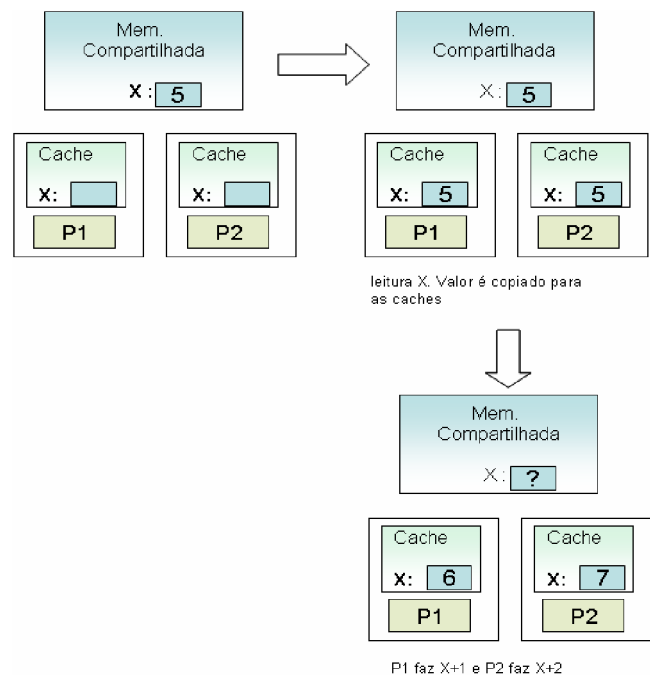 Mem.
Compartilhada
X : 5
Mem.
Compartilhada
X : 5
Cache
X:
P1
Cache
X:
P2
Cache
X: 5
P1
Cache
X: 5
P2
leitura X. Valor é copiado para
as caches
Mem.
Compartilhada
X : ?
Cache
X: 6
P1
Cache
X: 7
P2
P1 faz X+1 e P2 faz X+2